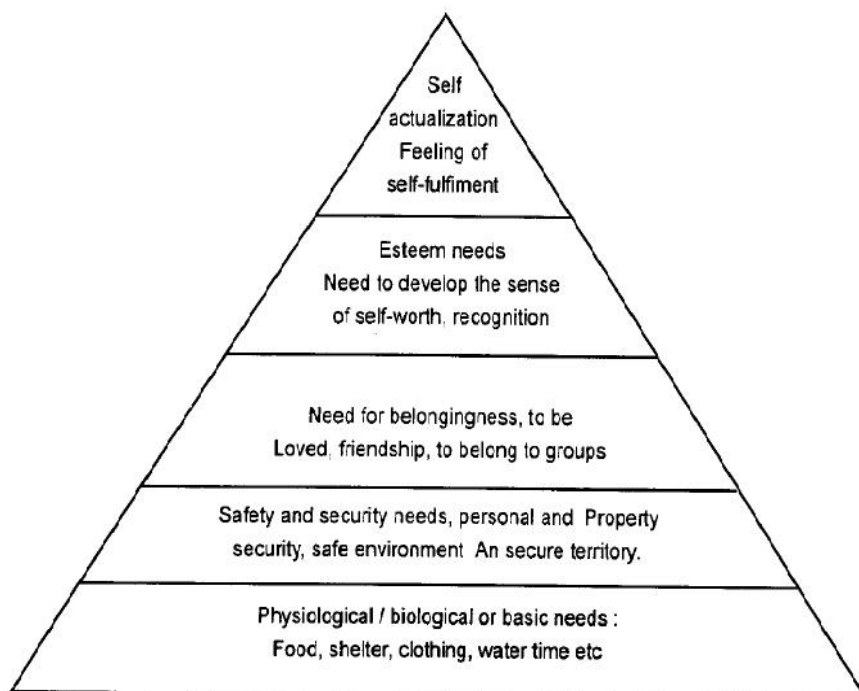 Self
actualization
Feeling of
self-fulfiment
Esteem needs
Need to develop the sense
of self-worth, recognition
Need for belongingness, to be
Loved, friendship, to belong to groups
Safety and security needs, personal and Property
security, safe environment An secure territory.
Physiological / biological or basic needs :
Food, shelter, clothing, water time etc